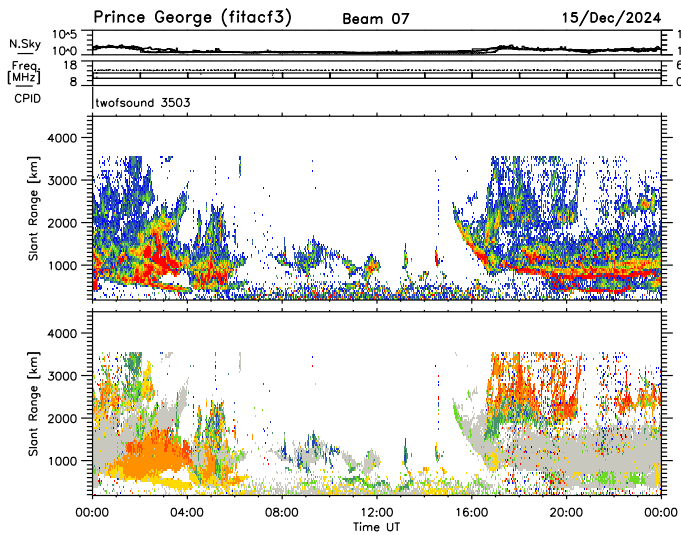 Prince George (fitacf3) Beam 07 15/Dec/2024
N.Sky 10^5 10^0
Freq. [MHz] 18 8
CPID twofsound 3503
Slant Range [km] 4000 3000 2000 1000
Slant Range [km] 4000 3000 2000 1000
00:00 04:00 08:00 12:00 16:00 20:00 00:00
Time UT